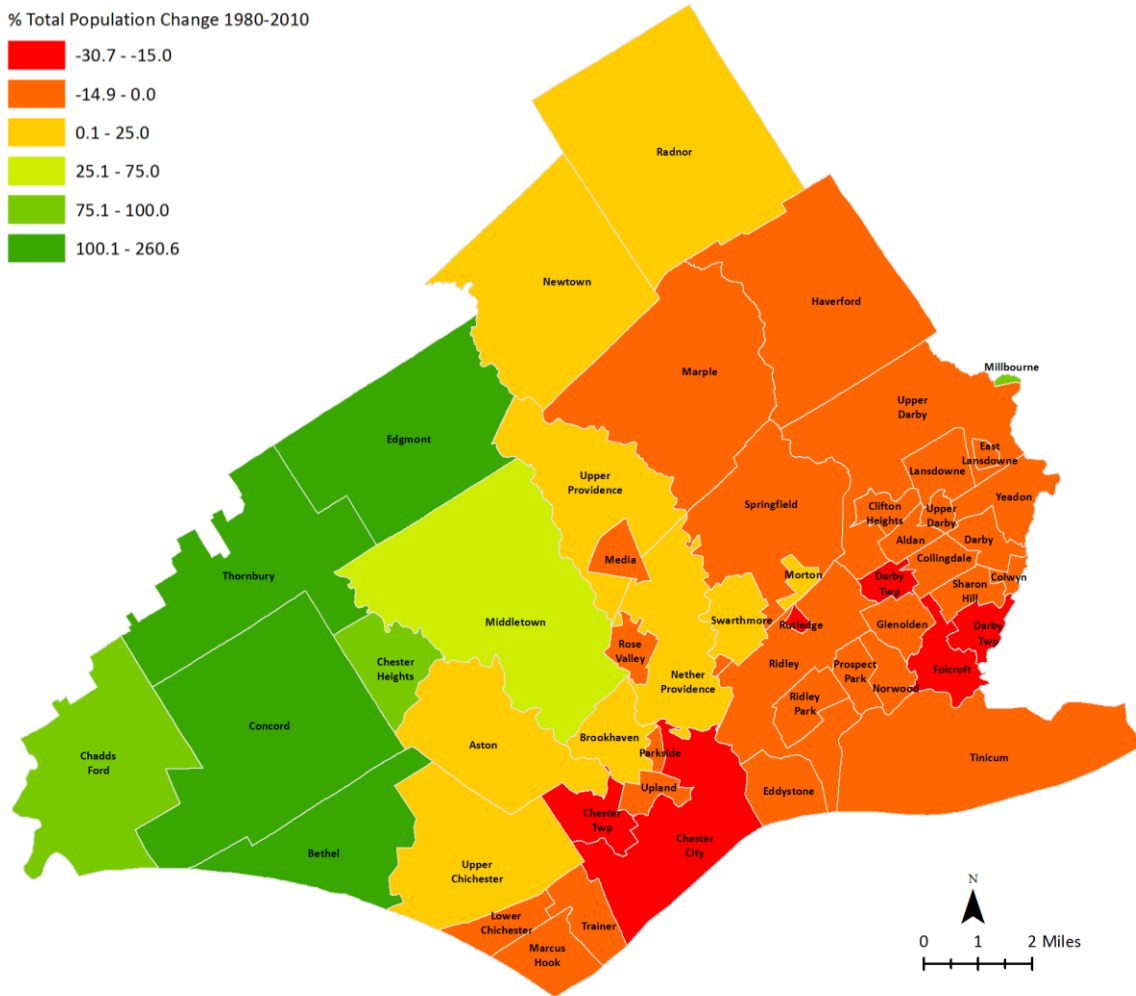 % Total Population Change 1980-2010
-30.7 - -15.0
-14.9 - 0.0
0.1 - 25.0
25.1 - 75.0
75.1 - 100.0
100.1 - 260.6
Radnor
Newtown
Haverford
Marple
Millbourne
Upper
Darby
Edgmont
East
Lansdowne
Lansdowne
Upper
Providence
Springfield
Yeadon
Clifton
Heights
Upper
Darby
Aldan
Darby
Media
Collingdale
Thornbury
Morton
Darby
Twp
Sharon
Hill
Colwyn
Middletown
Swarthmore
Rutledge
Glenolden
Darby
Twp
Rose
Valley
Chester
Heights
Nether
Providence
Ridley
Prospect
Park
Folcroft
Norwood
Ridley
Park
Concord
Aston
Brookhaven
Parkside
Chadds
Ford
Tinicum
Upland
Eddystone
Chester
Twp
Chester
City
Bethel
Upper
Chichester
Lower
Chichester
Trainer
Marcus
Hook
N
0 1 2 Miles